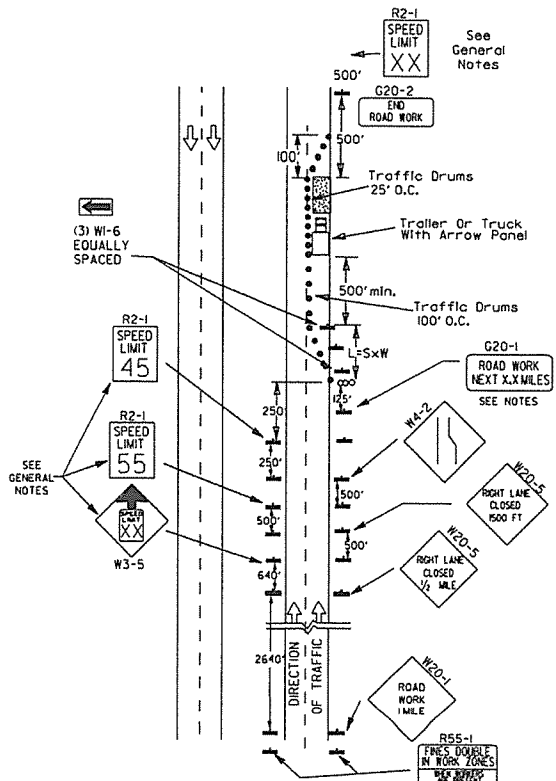 R2-1
SPEED
LIMIT
XX
See
General
Notes
500'
G20-2
END
ROAD WORK
500'
100'
Traffic Drums
25' O.C.
Trailer Or Truck
With Arrow Panel
(3) W1-6
EQUALLY
SPACED
500' min.
Traffic Drums
100' O.C.
R2-1
SPEED
LIMIT
45
L=SxW
G20-1
ROAD WORK
NEXT X.X MILES
SEE NOTES
125'
250'
R2-1
SPEED
LIMIT
55
250'
W4-2
SEE
GENERAL
NOTES
500'
500'
W20-5
RIGHT LANE
CLOSED
1500 FT
SPEED
LIMIT
XX
W3-5
500'
640'
W20-5
RIGHT LANE
CLOSED
1/2 MILE
2640'
DIRECTION
OF TRAFFIC
W20-1
ROAD
WORK
1 MILE
R55-1
FINES DOUBLE
IN WORK ZONES
WHEN WORKERS